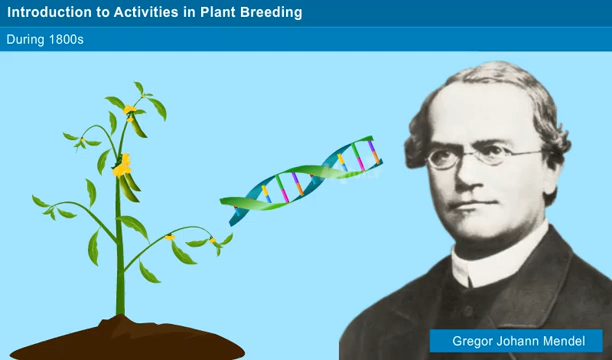 Introduction to Activities in Plant Breeding
During 1800s
Gregor Johann Mendel